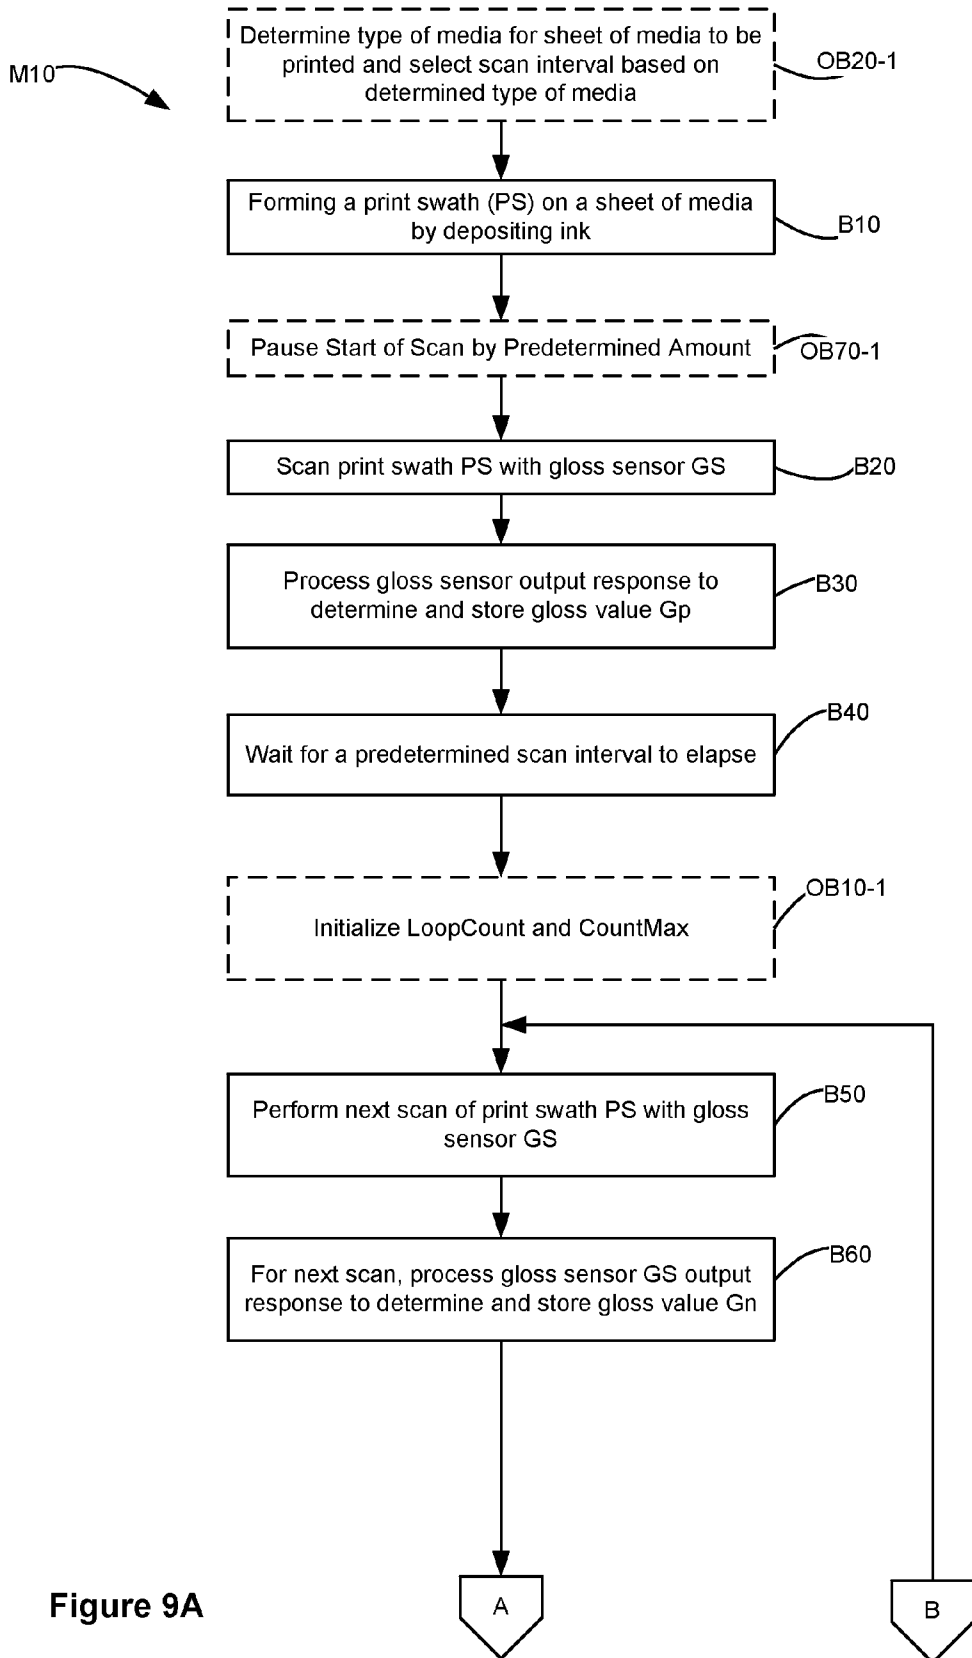 Determine type of media for sheet of media to be
printed and select scan interval based on
determined type of media
OB20-1
M10
Forming a print swath (PS) on a sheet of media
by depositing ink
B10
Pause Start of Scan by Predetermined Amount
OB70-1
Scan print swath PS with gloss sensor GS
B20
Process gloss sensor output response to
determine and store gloss value Gp
B30
B40
Wait for a predetermined scan interval to elapse
OB10-1
Initialize LoopCount and CountMax
Perform next scan of print swath PS with gloss
sensor GS
B50
For next scan, process gloss sensor GS output
response to determine and store gloss value Gn
B60
Figure 9A
A
B